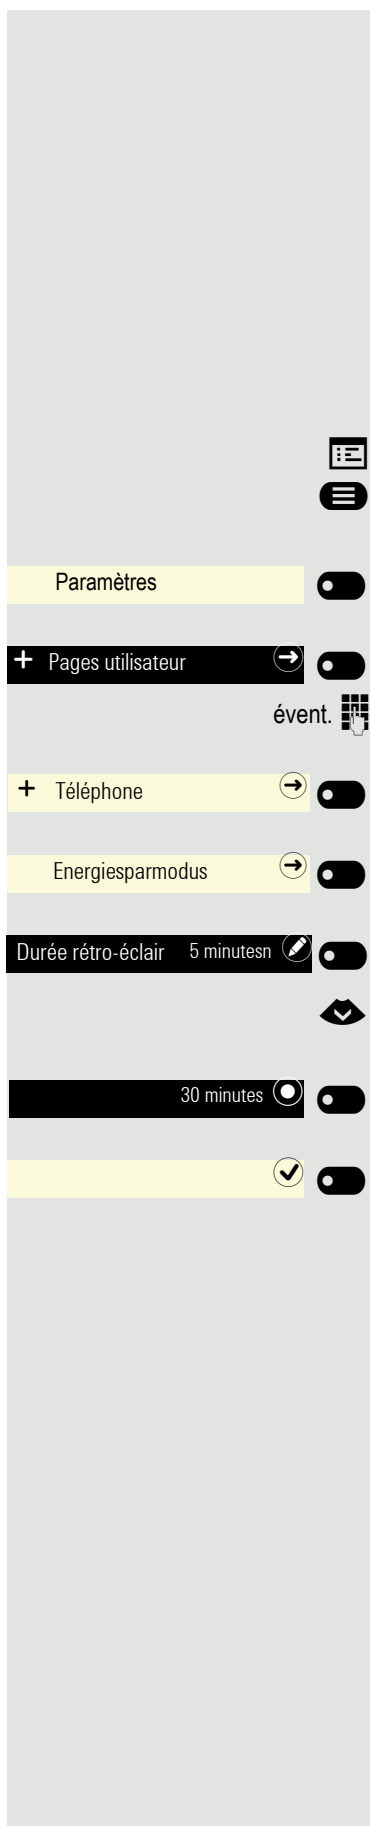 Paramètres
Pages utilisateur
évent.
Téléphone
Energiesparmodus
Durée rétro-éclair 5 minutesn
30 minutes